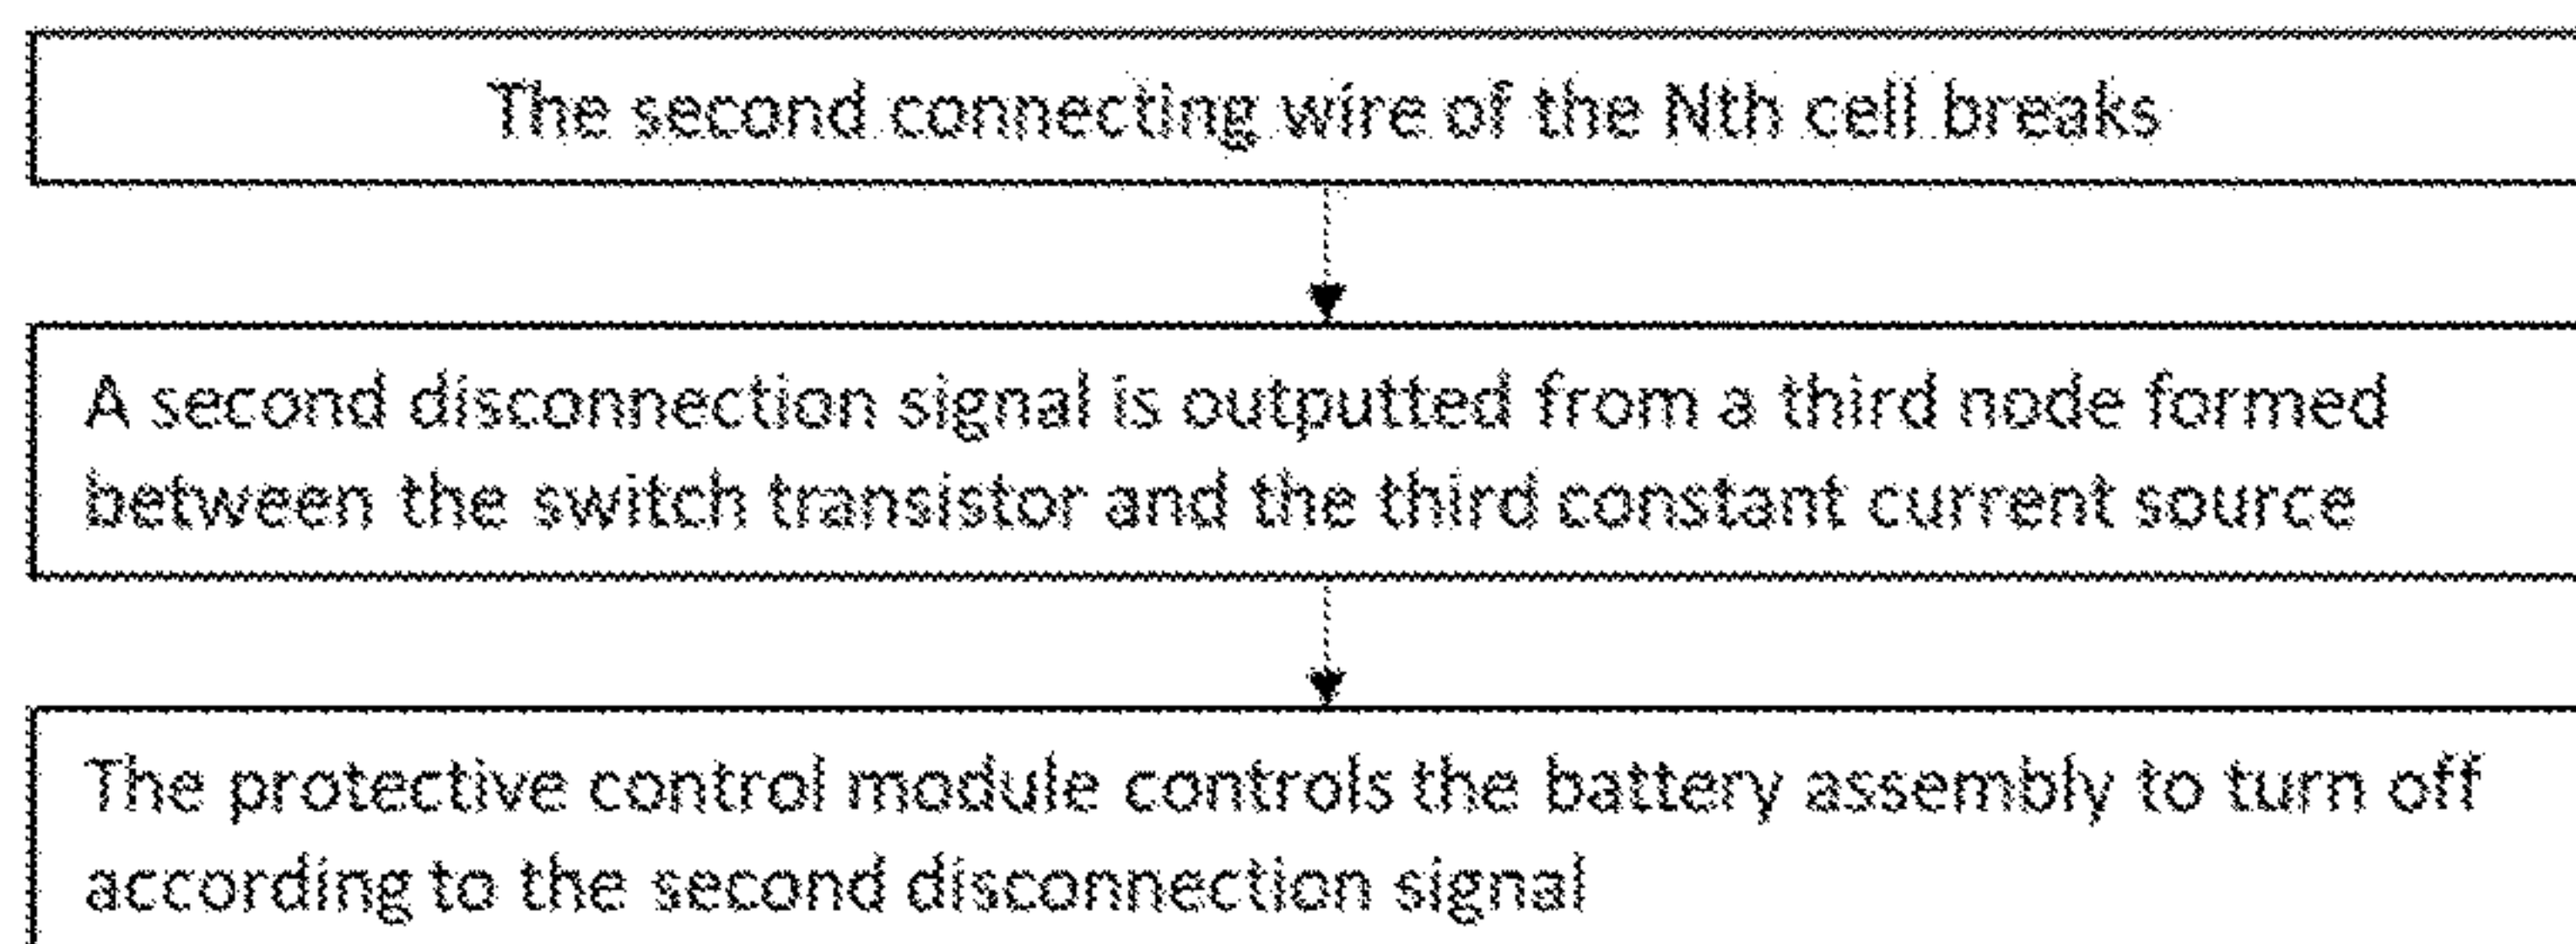 The second connecting wire of the Nth cell breaks
A second disconnection signal is outputted from a third node formed
between the switch transistor and the third constant current source
The protective control module controls the battery assembly to turn off
according to the second disconnection signal